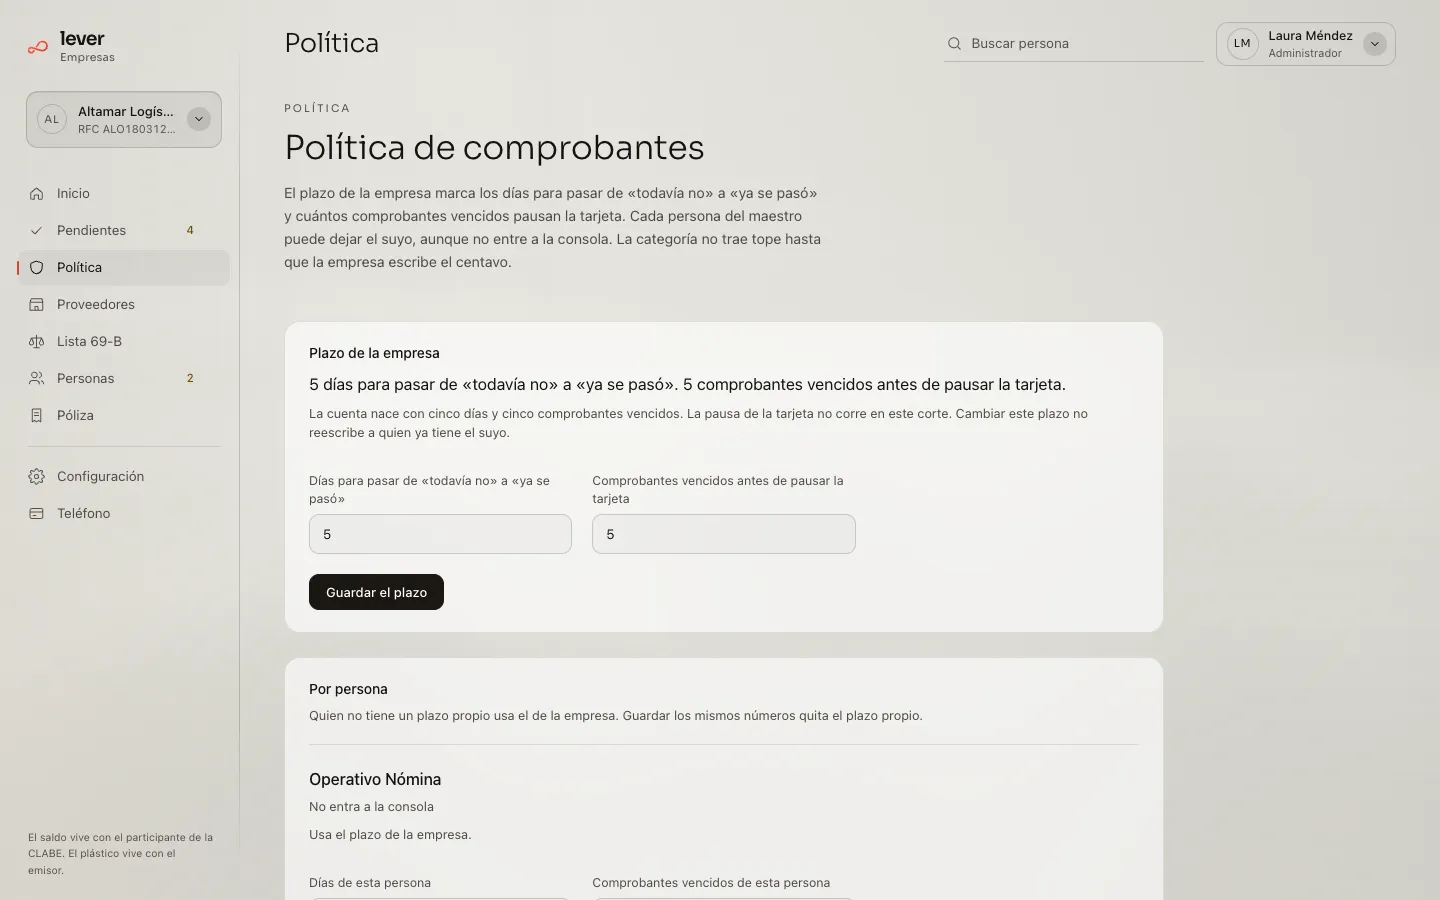 lever
Empresas
Política
Buscar persona
LM
Laura Méndez
Administrador
AL
Altamar Logís...
RFC ALO180312...
Inicio
Pendientes 4
Política
Proveedores
Lista 69-B
Personas 2
Póliza
Configuración
Teléfono
El saldo vive con el participante de la
CLABE. El plástico vive con el
emisor.
POLÍTICA
Política de comprobantes
El plazo de la empresa marca los días para pasar de «todavía no» a «ya se pasó»
y cuántos comprobantes vencidos pausan la tarjeta. Cada persona del maestro
puede dejar el suyo, aunque no entre a la consola. La categoría no trae tope hasta
que la empresa escribe el centavo.
Plazo de la empresa
5 días para pasar de «todavía no» a «ya se pasó». 5 comprobantes vencidos antes de pausar la tarjeta.
La cuenta nace con cinco días y cinco comprobantes vencidos. La pausa de la tarjeta no corre en este corte. Cambiar este plazo no
reescribe a quien ya tiene el suyo.
Días para pasar de «todavía no» a «ya se
pasó»
5
Comprobantes vencidos antes de pausar la
tarjeta
5
Guardar el plazo
Por persona
Quien no tiene un plazo propio usa el de la empresa. Guardar los mismos números quita el plazo propio.
Operativo Nómina
No entra a la consola
Usa el plazo de la empresa.
Días de esta persona
Comprobantes vencidos de esta persona